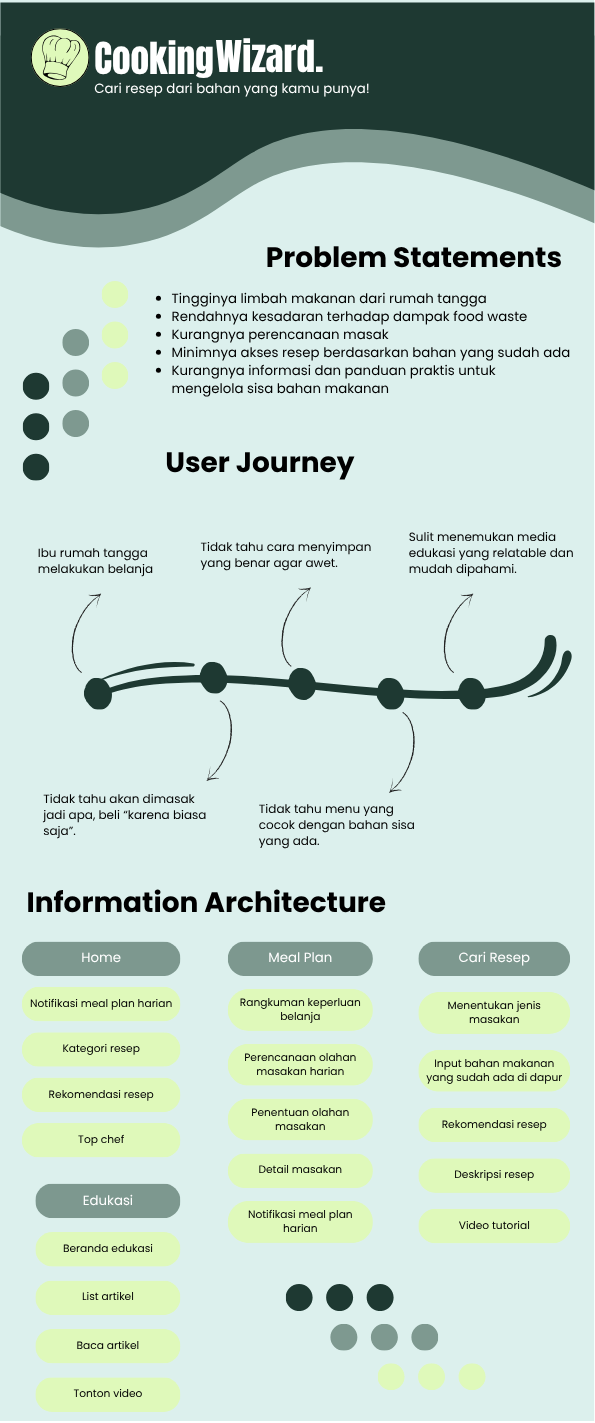 CookingWizard.
Cari resep dari bahan yang kamu punya!
Problem Statements
Tingginya limbah makanan dari rumah tangga
Rendahnya kesadaran terhadap dampak food waste
Kurangnya perencanaan masak
Minimnya akses resep berdasarkan bahan yang sudah ada
Kurangnya informasi dan panduan praktis untuk
mengelola sisa bahan makanan
User Journey
Ibu rumah tangga
melakukan belanja
Tidak tahu cara menyimpan
yang benar agar awet.
Sulit menemukan media
edukasi yang relatable dan
mudah dipahami.
Tidak tahu akan dimasak
jadi apa, beli “karena biasa
saja”.
Tidak tahu menu yang
cocok dengan bahan sisa
yang ada.
Information Architecture
Home
Notifikasi meal plan harian
Kategori resep
Rekomendasi resep
Top chef
Edukasi
Beranda edukasi
List artikel
Baca artikel
Tonton video
Meal Plan
Rangkuman keperluan
belanja
Perencanaan olahan
masakan harian
Penentuan olahan
masakan
Detail masakan
Notifikasi meal plan
harian
Cari Resep
Menentukan jenis
masakan
Input bahan makanan
yang sudah ada di dapur
Rekomendasi resep
Deskripsi resep
Video tutorial